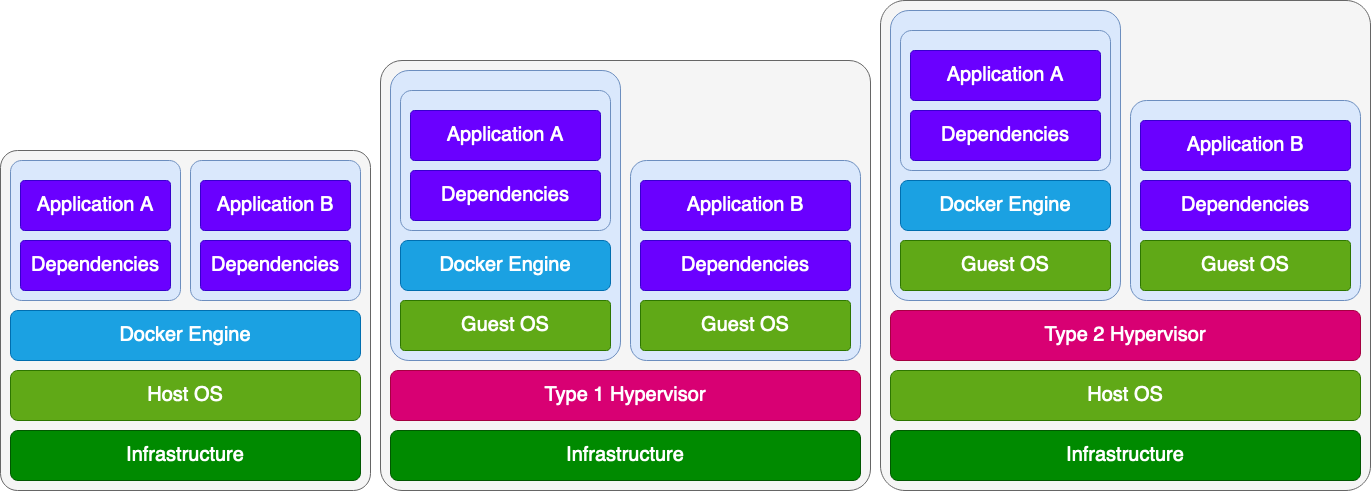 Application A
Application B
Dependencies
Dependencies
Docker Engine
Host OS
Infrastructure
Application A
Dependencies
Docker Engine
Guest OS
Application B
Dependencies
Guest OS
Type 1 Hypervisor
Infrastructure
Application A
Dependencies
Docker Engine
Guest OS
Application B
Dependencies
Guest OS
Type 2 Hypervisor
Host OS
Infrastructure